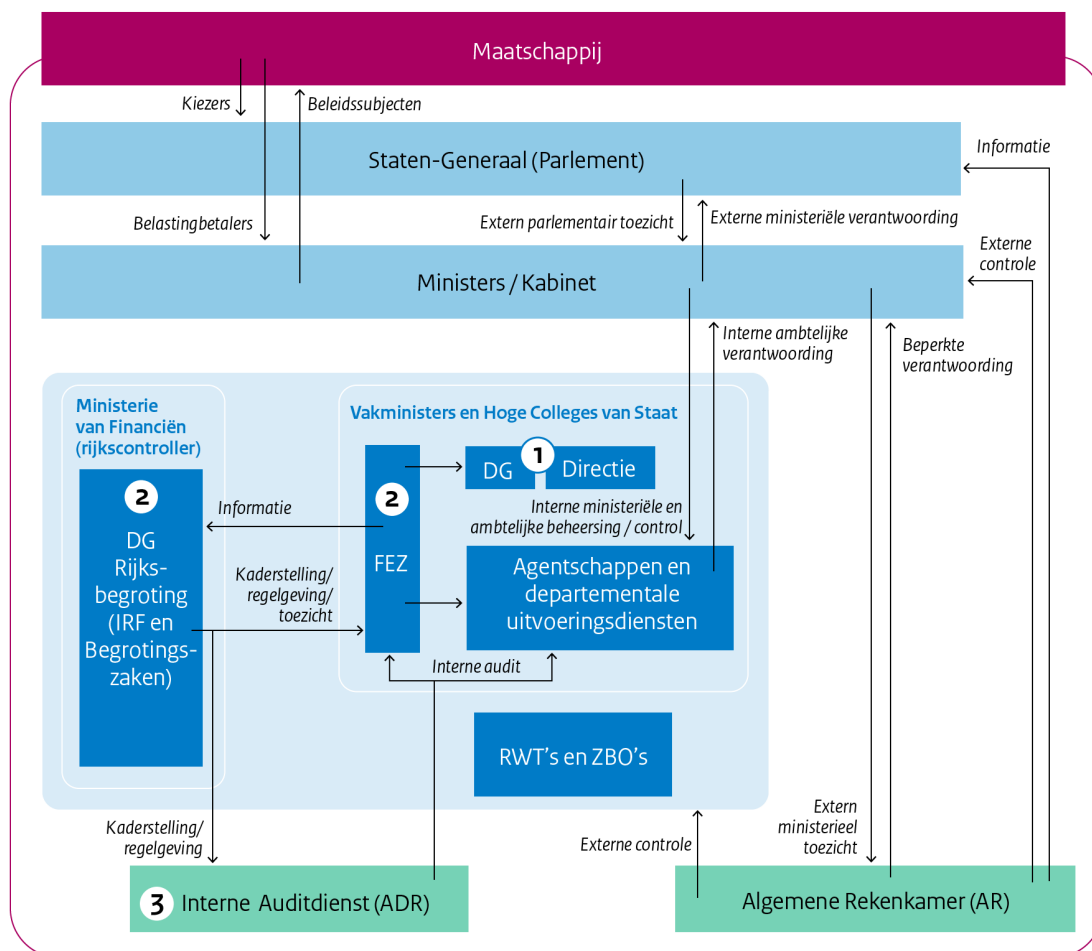 Maatschappij
Kiezers
Beleidssubjecten
Staten-Generaal (Parlement)
Informatie
Belastingbetalers
Extern parlementair toezicht
Externe ministeriële verantwoording
Externe
controle
Ministers / Kabinet
Interne ambtelijke
verantwoording
Beperkte
verantwoording
Ministerie
van Financiën
(rijkscontroller)
Vakministers en Hoge Colleges van Staat
1
DG
Directie
2
2
Informatie
Interne ministeriële en
ambtelijke beheersing / control
DG
Rijks-
begroting
(IRF en
Begrotings-
zaken)
FEZ
Kaderstelling/
regelgeving/
toezicht
Agentschappen en
departementale
uitvoeringsdiensten
Interne audit
RWT's en ZBO's
Kaderstelling/
regelgeving
Externe controle
Extern
ministerieel
toezicht
3 Interne Auditdienst (ADR)
Algemene Rekenkamer (AR)